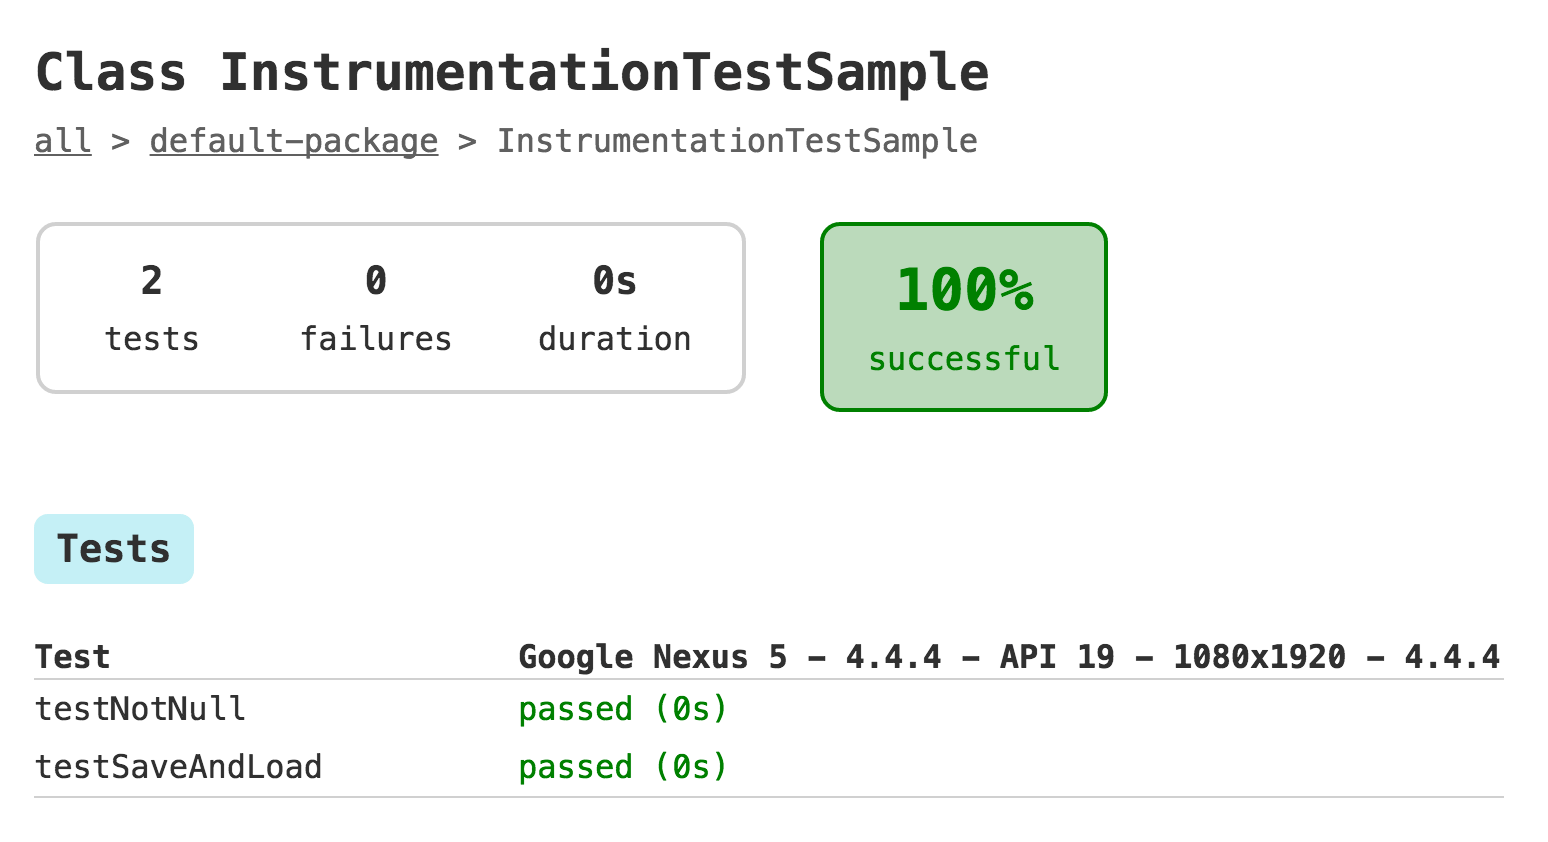 Class InstrumentationTestSample
all > default-package > InstrumentationTestSample
2 0 0s
tests failures duration
100%
successful
Tests
Test Google Nexus 5 - 4.4.4 - API 19 - 1080x1920 - 4.4.4
testNotNull passed (0s)
testSaveAndLoad passed (0s)